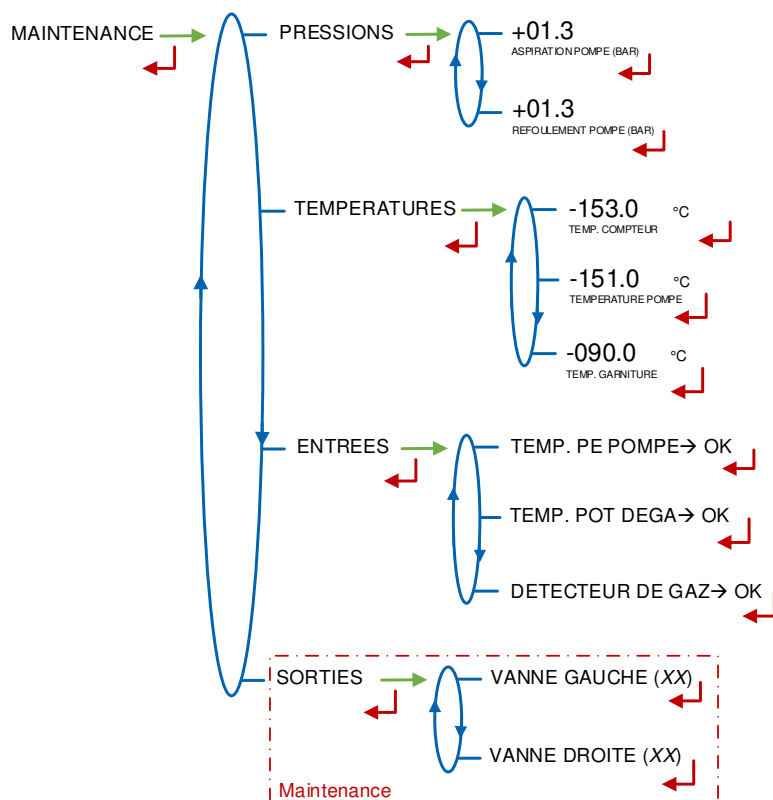 MAINTENANCE
PRESSIONS
+01.3
ASPIRATION POMPE (BAR)
+01.3
REFOULEMENT POMPE (BAR)
TEMPERATURES
-153.0 °C
TEMP. COMPTEUR
-151.0 °C
TEMPERATURE POMPE
-090.0 °C
TEMP. GARNITURE
ENTREES
TEMP. PE POMPE→ OK
TEMP. POT DEGA→ OK
DETECTEUR DE GAZ→ OK
SORTIES
VANNE GAUCHE (XX)
VANNE DROITE (XX)
Maintenance